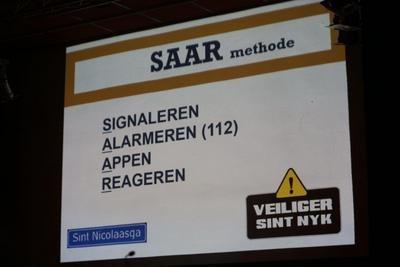 SAAR methode
SIGNALEREN
ALARMEREN (112)
APPEN
REAGEREN
Sint Nicolaasga
VEILIGER
SINT NYK